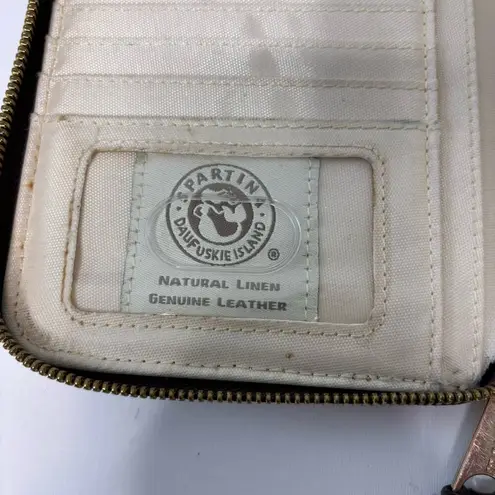 SPARTINA
DAUFUSKIE ISLAND
®
NATURAL LINEN
GENUINE LEATHER